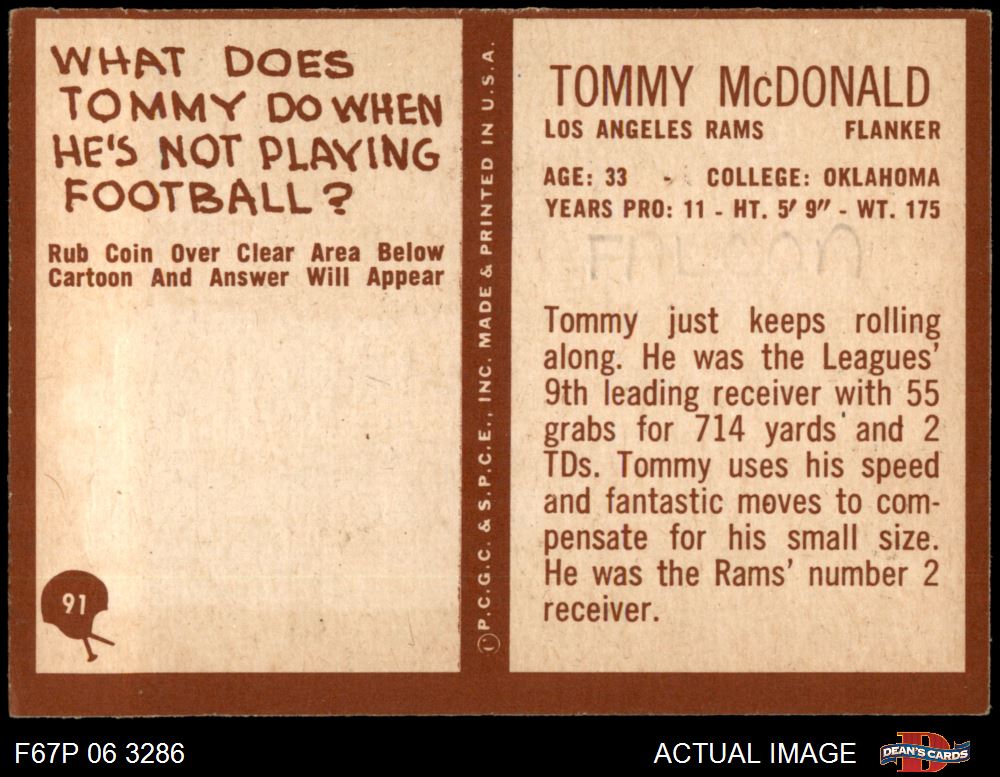 WHAT DOES
TOMMY DO WHEN
HE'S NOT PLAYING
FOOTBALL?
Rub Coin Over Clear Area Below
Cartoon And Answer Will Appear
91
P.C.G.C. & S.P.C.E., INC. MADE & PRINTED IN U.S.A.
TOMMY McDONALD
LOS ANGELES RAMS FLANKER
AGE: 33 - COLLEGE: OKLAHOMA
YEARS PRO: 11 - HT. 5' 9" - WT. 175
FALCON
Tommy just keeps rolling
along. He was the Leagues'
9th leading receiver with 55
grabs for 714 yards and 2
TDs. Tommy uses his speed
and fantastic moves to com-
pensate for his small size.
He was the Rams' number 2
receiver.
F67P 06 3286
ACTUAL IMAGE
DEAN'S CARDS